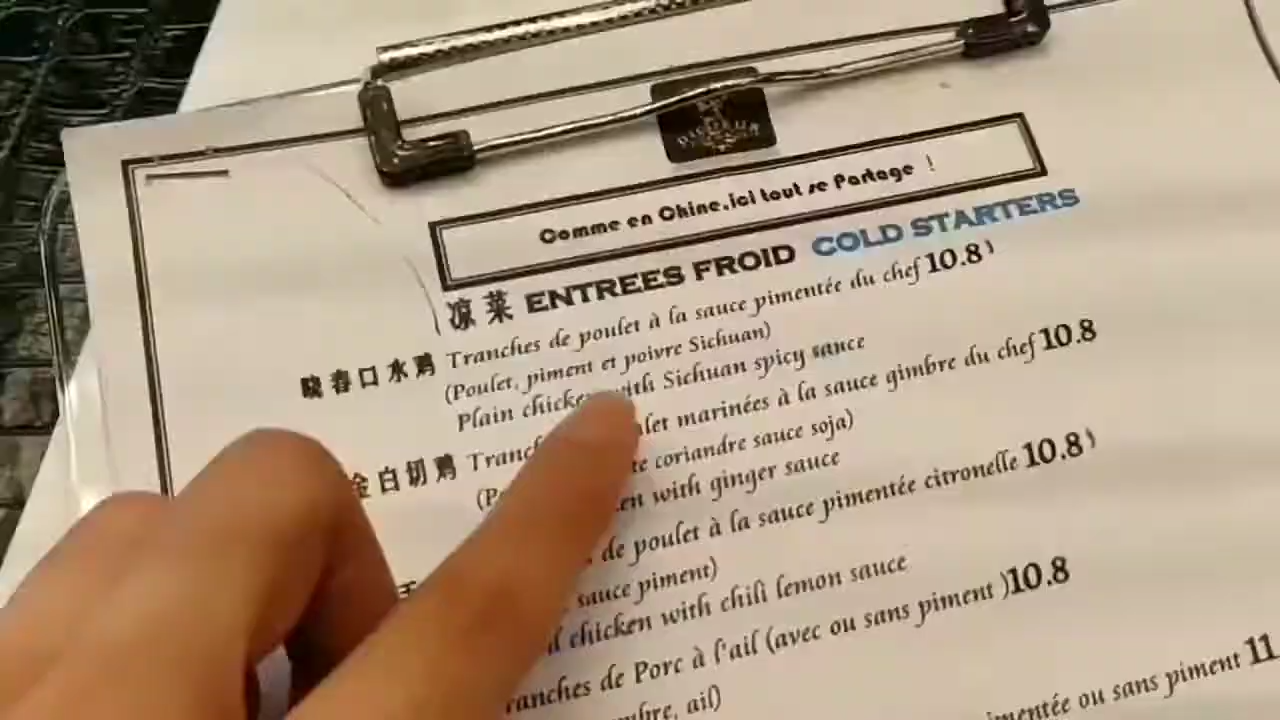 Comme en Chine, ici tout se Partage !
凉菜 ENTREES FROID COLD STARTERS
晓春口水鸡 Tranches de poulet à la sauce pimentée du chef 10.8)
(Poulet, piment et poivre Sichuan)
Plain chicken with Sichuan spicy sauce
金白切鸡 marinées à la sauce gimbre du chef 10.8
coriandre sauce soja)
with ginger sauce
de poulet à la sauce pimentée citronelle 10.8)
sauce piment)
chicken with chili lemon sauce
de Porc à l'ail (avec ou sans piment )10.8
ail)
ou sans piment 11